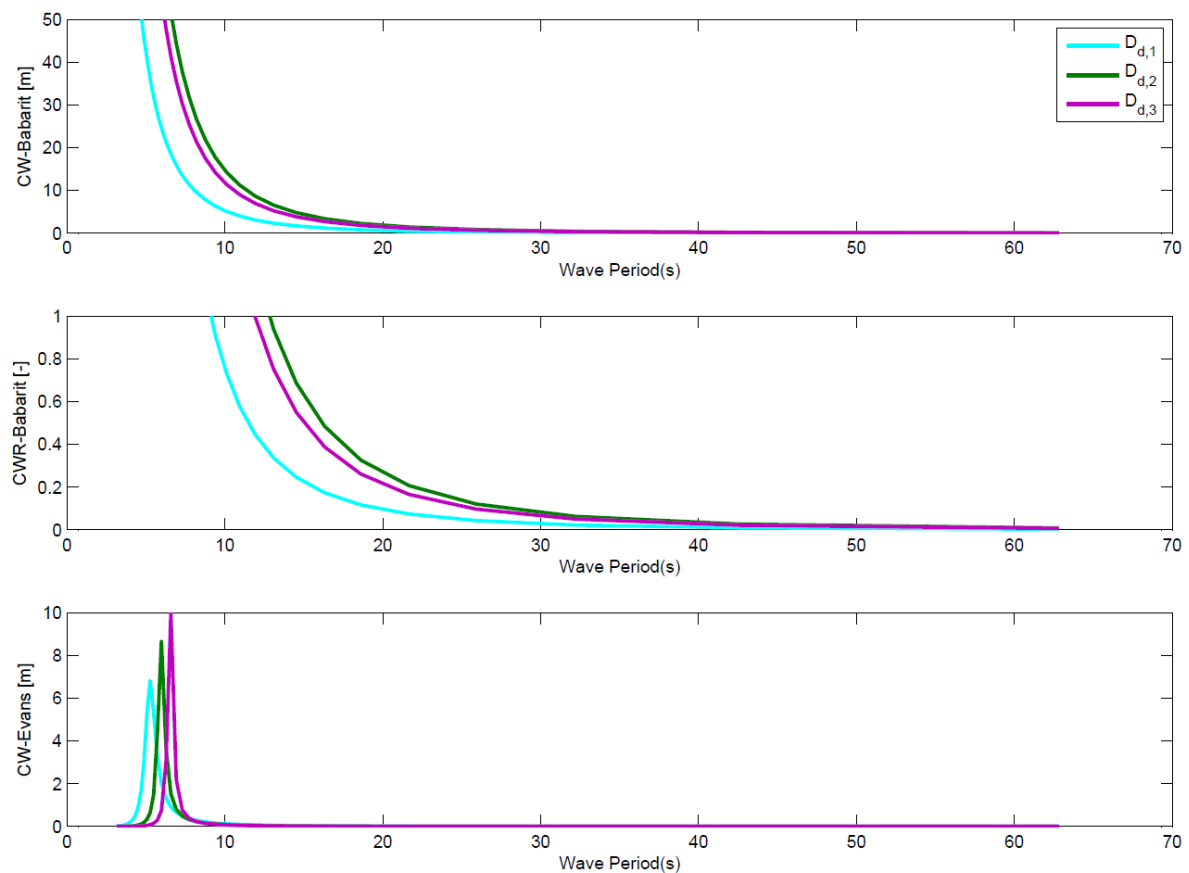 50
40
30
20
10
0
CW-Babarit [m]
D_d,1
D_d,2
D_d,3
0 10 20 30 40 50 60 70
Wave Period(s)
1
0.8
0.6
0.4
0.2
0
CWR-Babarit [-]
0 10 20 30 40 50 60 70
Wave Period(s)
10
8
6
4
2
0
CW-Evans [m]
0 10 20 30 40 50 60 70
Wave Period(s)